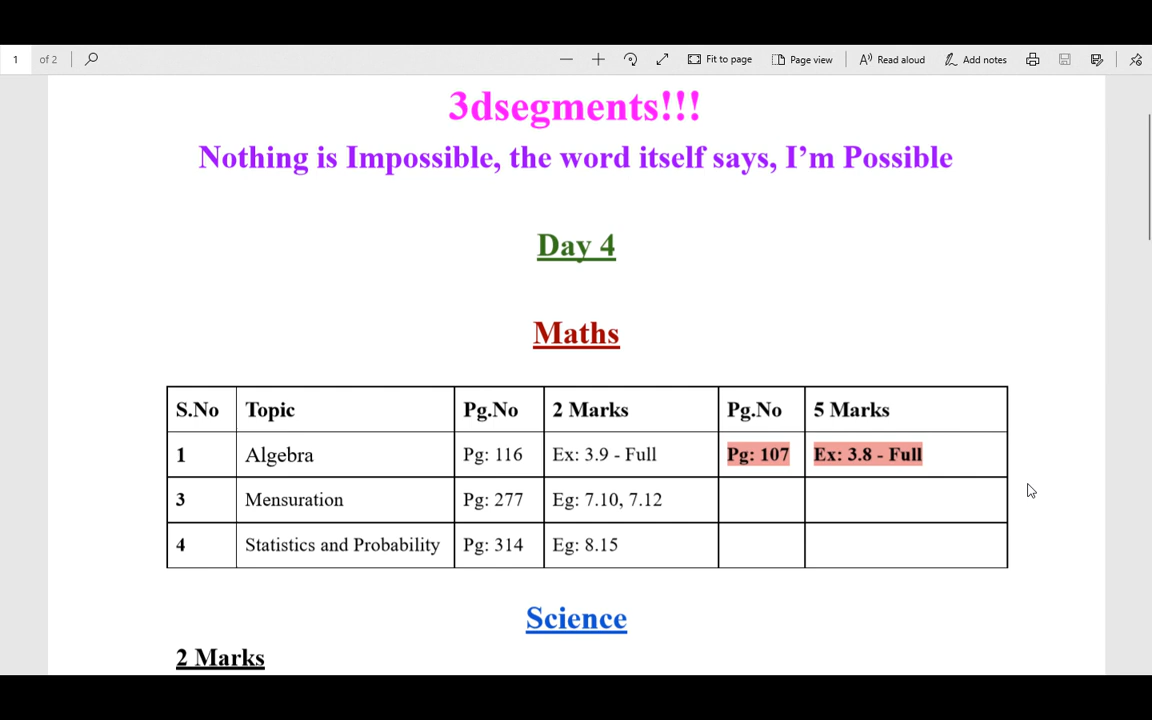 1 of 2 Fit to page Page view Read aloud Add notes
3dsegments!!!
Nothing is Impossible, the word itself says, I’m Possible
Day 4
Maths
S.No Topic Pg.No 2 Marks Pg.No 5 Marks
1 Algebra Pg: 116 Ex: 3.9 - Full Pg: 107 Ex: 3.8 - Full
3 Mensuration Pg: 277 Eg: 7.10, 7.12
4 Statistics and Probability Pg: 314 Eg: 8.15
Science
2 Marks